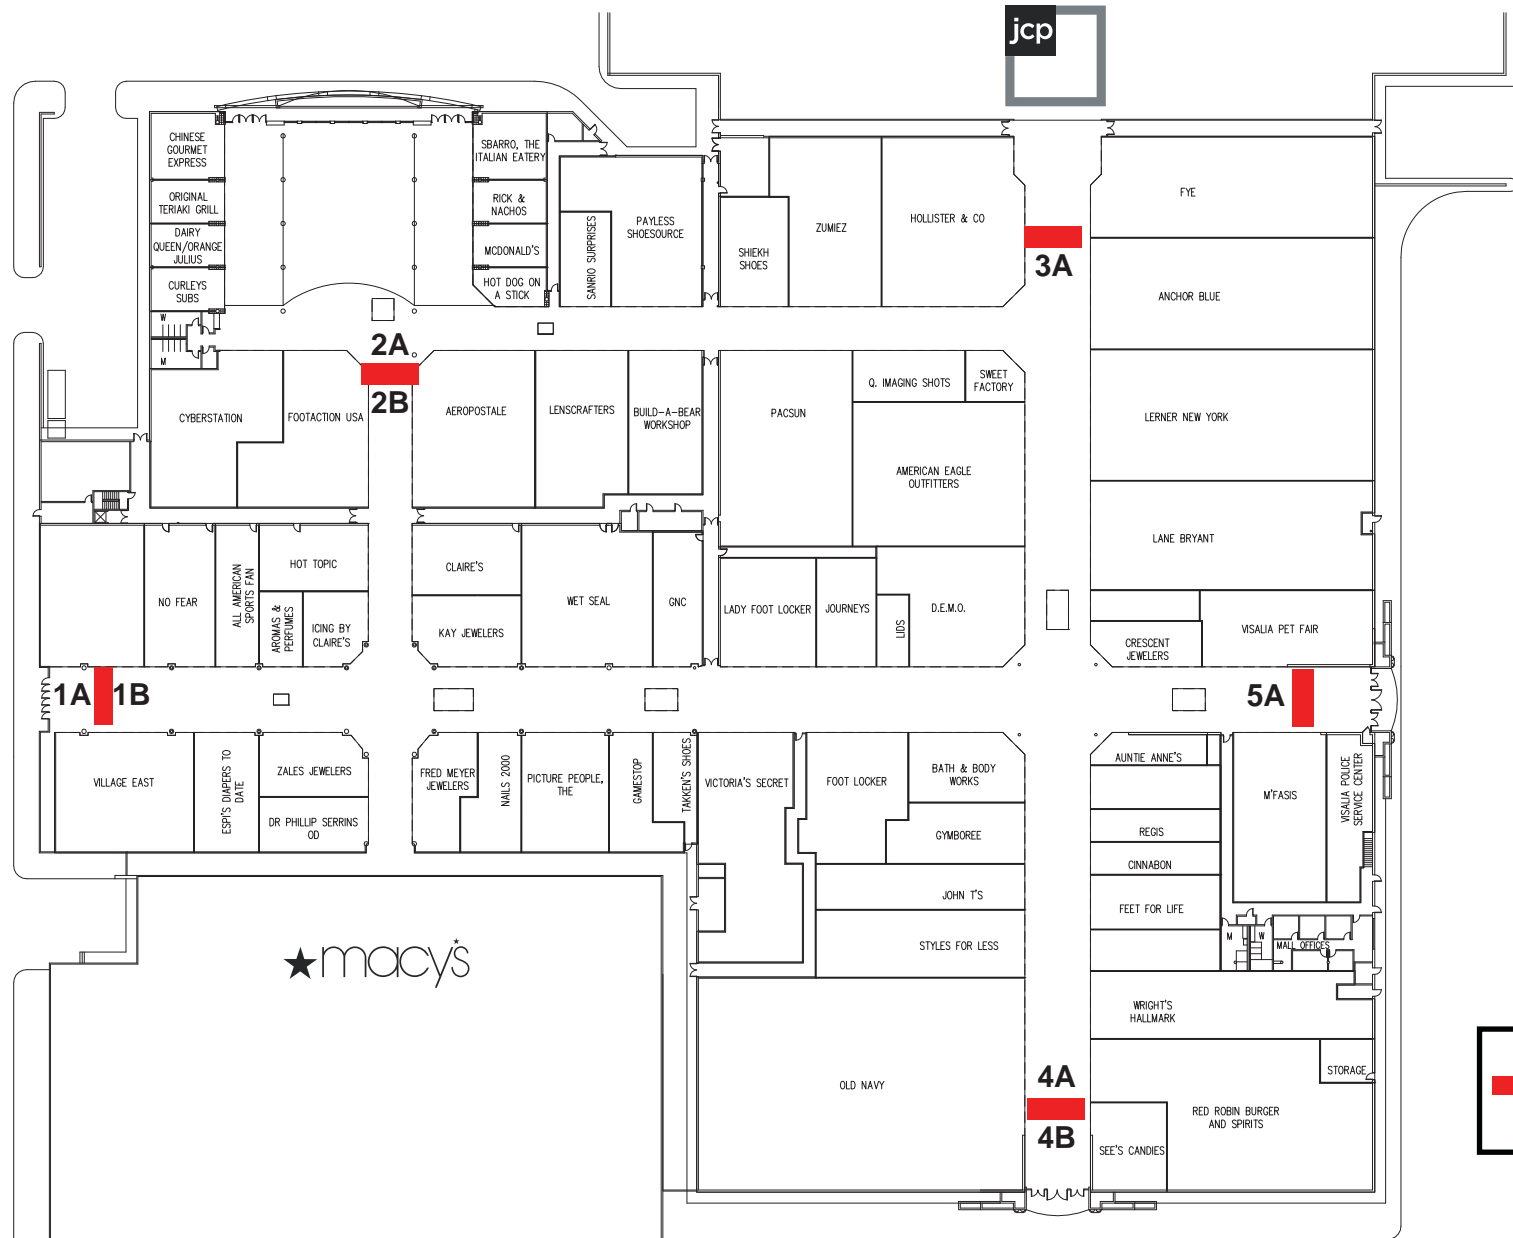 jcp
CHINESE
GOURMET
EXPRESS
ORIGINAL
TERIAKI GRILL
DAIRY
QUEEN/ORANGE
JULIUS
CURLEYS
SUBS
W
M
SBARRO, THE
ITALIAN EATERY
RICK &
NACHOS
MCDONALD'S
HOT DOG ON
A STICK
SANRIO SURPRISES
PAYLESS
SHOESOURCE
SHIEKH
SHOES
ZUMIEZ
HOLLISTER & CO
FYE
3A
ANCHOR BLUE
2A
2B
CYBERSTATION
FOOTACTION USA
AEROPOSTALE
LENSCRAFTERS
BUILD-A-BEAR
WORKSHOP
PACSUN
Q. IMAGING SHOTS
SWEET
FACTORY
AMERICAN EAGLE
OUTFITTERS
LERNER NEW YORK
LANE BRYANT
NO FEAR
ALL AMERICAN
SPORTS FAN
HOT TOPIC
AROMAS &
PERFUMES
ICING BY
CLAIRE'S
CLAIRE'S
KAY JEWELERS
WET SEAL
GNC
LADY FOOT LOCKER
JOURNEYS
LIDS
D.E.M.O.
CRESCENT
JEWELERS
VISALIA PET FAIR
1A
1B
5A
VILLAGE EAST
ESPI'S DIAPERS TO
DATE
ZALES JEWELERS
DR PHILLIP SERRINS
OD
FRED MEYER
JEWELERS
NAILS 2000
PICTURE PEOPLE,
THE
GAMESTOP
TAKKEN'S SHOES
VICTORIA'S SECRET
FOOT LOCKER
BATH & BODY
WORKS
GYMBOREE
JOHN T'S
STYLES FOR LESS
AUNTIE ANNE'S
REGIS
CINNABON
FEET FOR LIFE
M'FASIS
VISALIA POLICE
SERVICE CENTER
M
W
MALL OFFICES
macy's
WRIGHT'S
HALLMARK
OLD NAVY
4A
4B
STORAGE
RED ROBIN BURGER
AND SPIRITS
SEE'S CANDIES